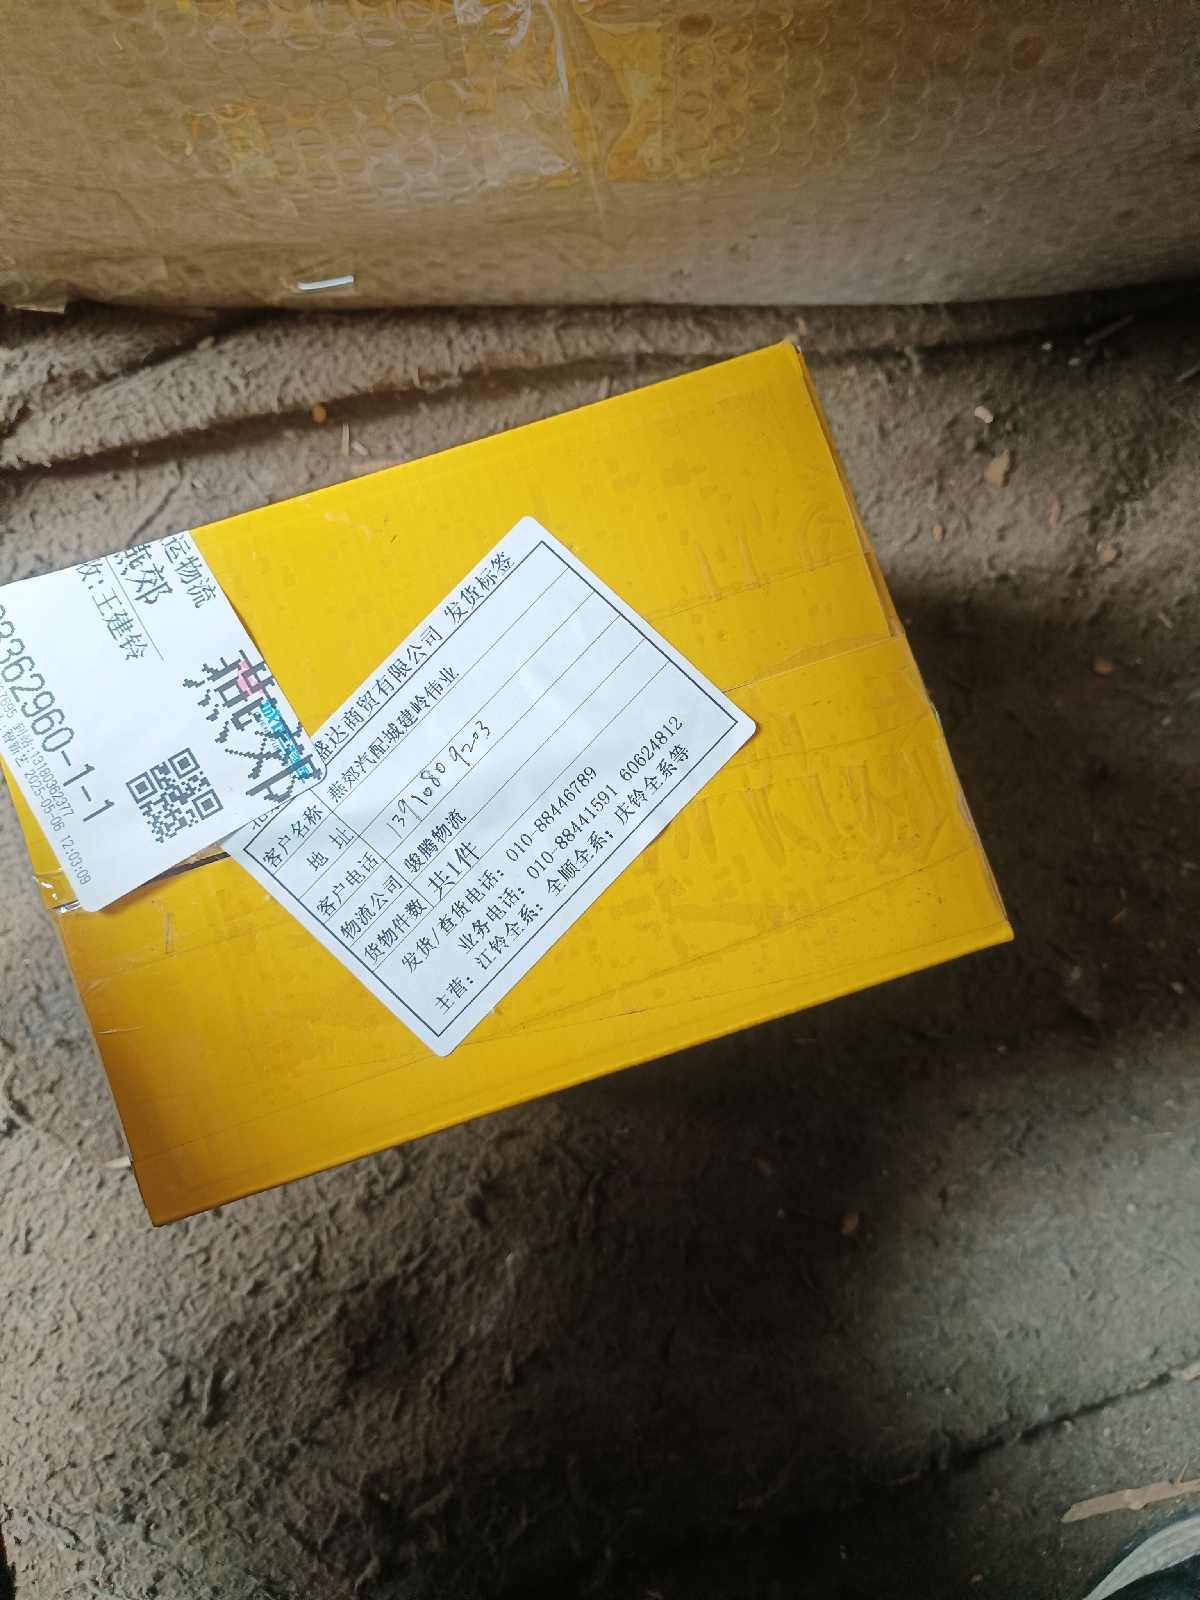 运物流
燕郊
收:王建铃
33362960-1-1
到站:13180362377
2025-05-06 12:03:09
燕郊
盛达商贸有限公司 发货标签
客户名称 燕郊汽配城建岭伟业
地 址
客户电话 13910809203
物流公司 骏腾物流
货物件数 共1件
发货/查货电话: 010-88446789
业务电话: 010-88441591 60624812
主营: 江铃全系; 全顺全系; 庆铃全系等